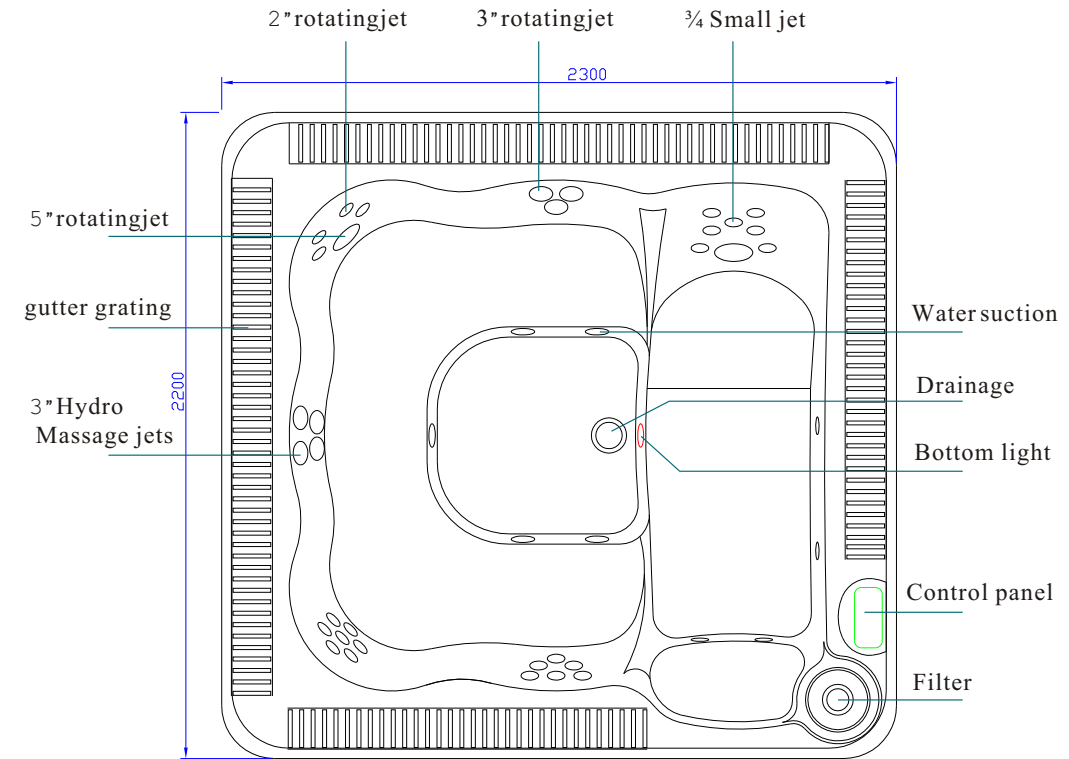 2"rotatingjet
3"rotatingjet
¾ Small jet
2300
5"rotatingjet
gutter grating
Water suction
2200
Drainage
3"Hydro
Massage jets
Bottom light
Control panel
Filter